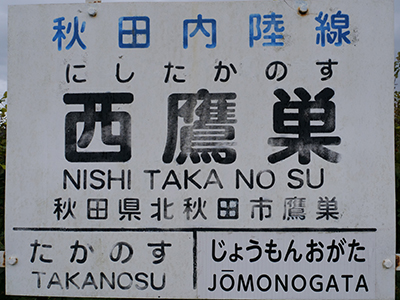 秋田内陸線
にしたかのす
西鷹巣
NISHI TAKA NO SU
秋田県北秋田市鷹巣
たかのす
TAKANOSU
じょうもんおがた
JŌMONOGATA